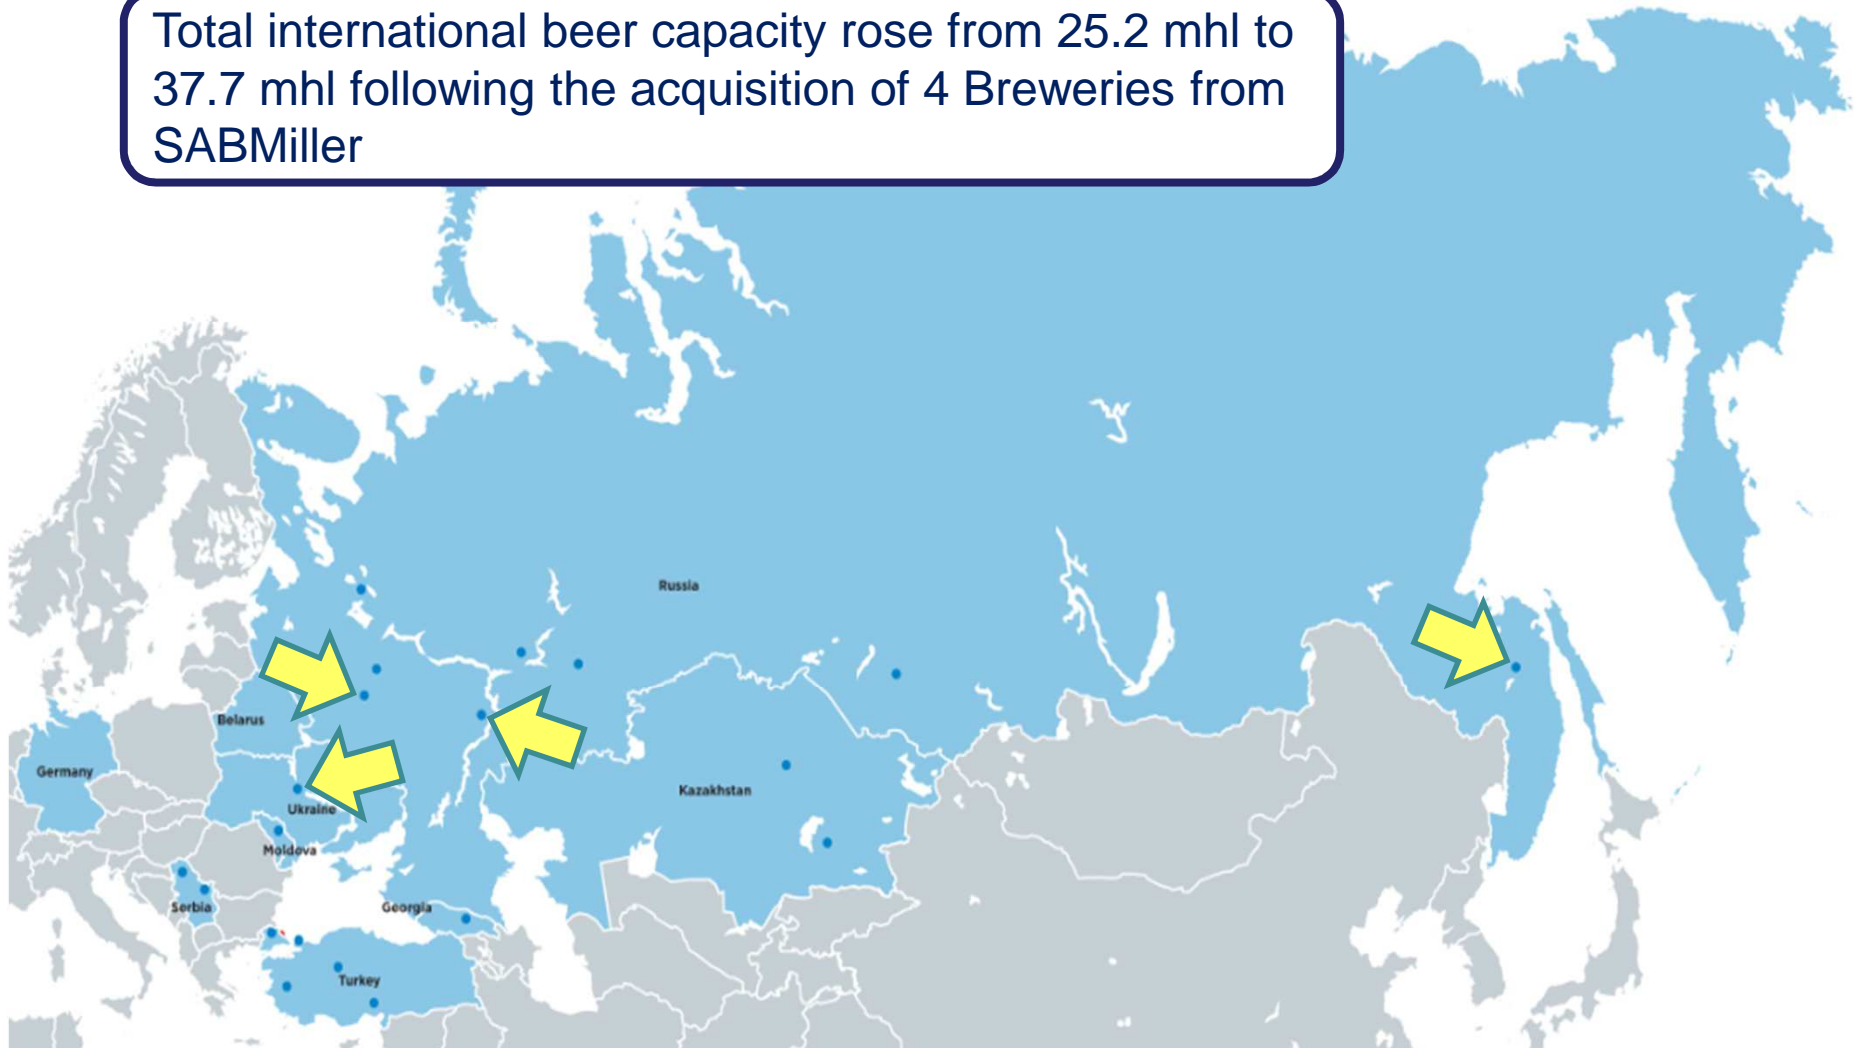 Total international beer capacity rose from 25.2 mhl to
37.7 mhl following the acquisition of 4 Breweries from
SABMiller
Russia
Belarus
Germany
Kazakhstan
Ukraine
Moldova
Serbia
Georgia
Turkey